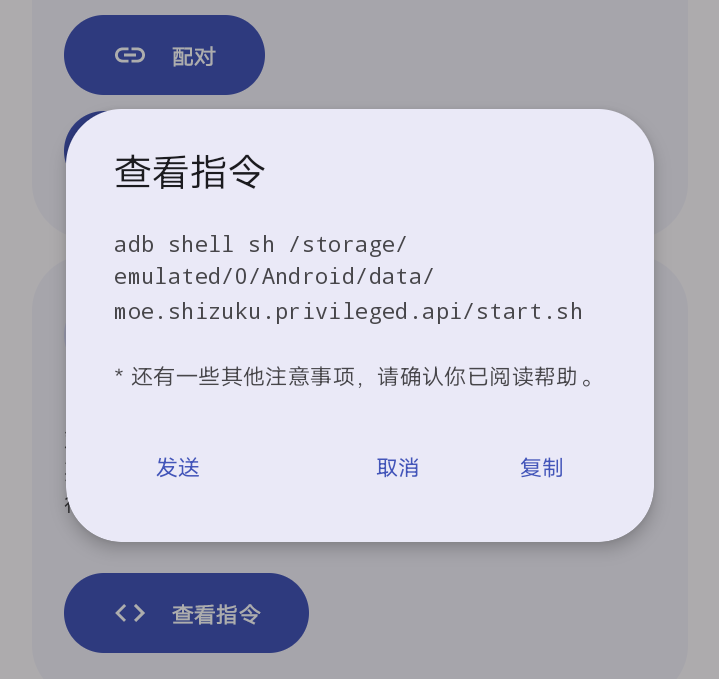 配对
查看指令
adb shell sh /storage/
emulated/0/Android/data/
moe.shizuku.privileged.api/start.sh
* 还有一些其他注意事项，请确认你已阅读帮助。
发送
取消
复制
查看指令